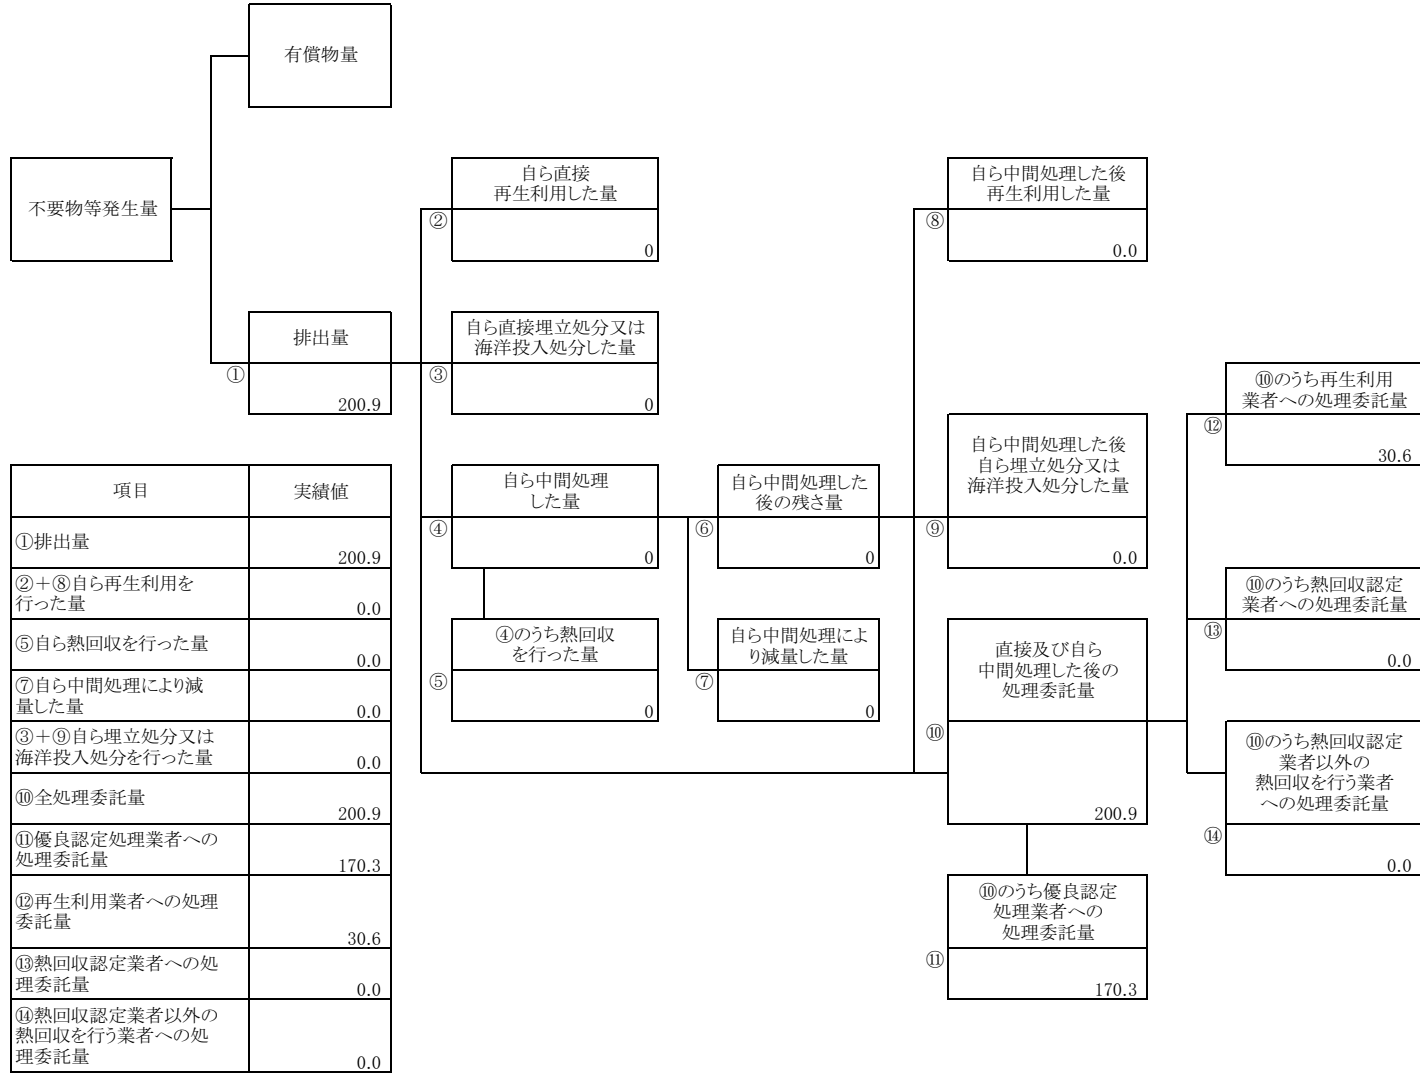 有償物量
不要物等発生量
自ら直接
再生利用した量
②
0
自ら中間処理した後
再生利用した量
⑧
0.0
排出量
①
200.9
自ら直接埋立処分又は
海洋投入処分した量
③
0
⑩のうち再生利用
業者への処理委託量
⑫
30.6
自ら中間処理
した量
④
0
自ら中間処理した
後の残さ量
⑥
0
自ら中間処理した後
自ら埋立処分又は
海洋投入処分した量
⑨
0.0
⑩のうち熱回収認定
業者への処理委託量
⑬
0.0
④のうち熱回収
を行った量
⑤
0
自ら中間処理によ
り減量した量
⑦
0
直接及び自ら
中間処理した後の
処理委託量
⑩
200.9
⑩のうち熱回収認定
業者以外の
熱回収を行う業者
への処理委託量
⑭
0.0
⑩のうち優良認定
処理業者への
処理委託量
⑪
170.3
項目 実績値
①排出量
200.9
②＋⑧自ら再生利用を
行った量
0.0
⑤自ら熱回収を行った量
0.0
⑦自ら中間処理により減
量した量
0.0
③＋⑨自ら埋立処分又は
海洋投入処分を行った量
0.0
⑩全処理委託量
200.9
⑪優良認定処理業者への
処理委託量
170.3
⑫再生利用業者への処理
委託量
30.6
⑬熱回収認定業者への処
理委託量
0.0
⑭熱回収認定業者以外の
熱回収を行う業者への処
理委託量
0.0